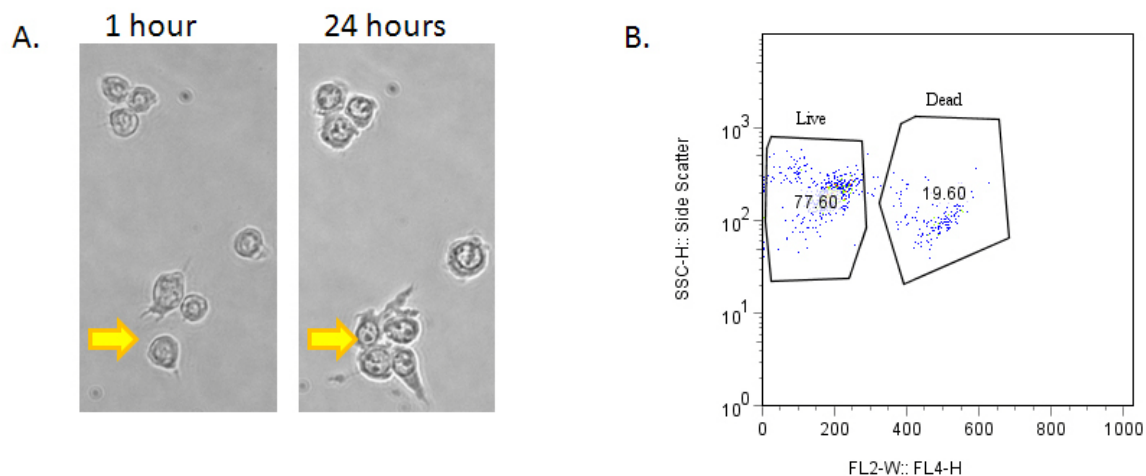 A.
1 hour
24 hours
B.
Live
Dead
77.60
19.60
SSC-H:: Side Scatter
10³
10²
10¹
10⁰
0
200
400
600
800
1000
FL2-W:: FL4-H